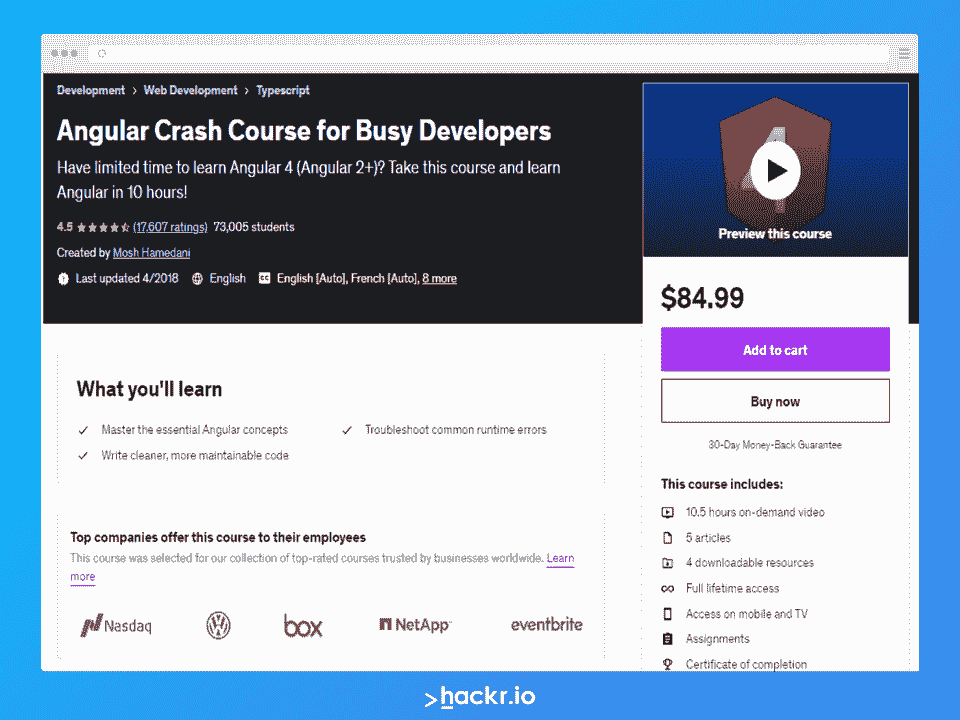 Development > Web Development > Typescript
Angular Crash Course for Busy Developers
Have limited time to learn Angular 4 (Angular 2+)? Take this course and learn
Angular in 10 hours!
4.5 (17,607 ratings) 73,005 students
Created by Mosh Hamedani
Last updated 4/2018 English CC English [Auto], French [Auto], 8 more
4
Preview this course
$84.99
Add to cart
Buy now
30-Day Money-Back Guarantee
This course includes:
10.5 hours on-demand video
5 articles
4 downloadable resources
Full lifetime access
Access on mobile and TV
Assignments
Certificate of completion
What you'll learn
Master the essential Angular concepts
Troubleshoot common runtime errors
Write cleaner, more maintainable code
Top companies offer this course to their employees
This course was selected for our collection of top-rated courses trusted by businesses worldwide. Learn
more
Nasdaq
box
NetApp
eventbrite
>hackr.io